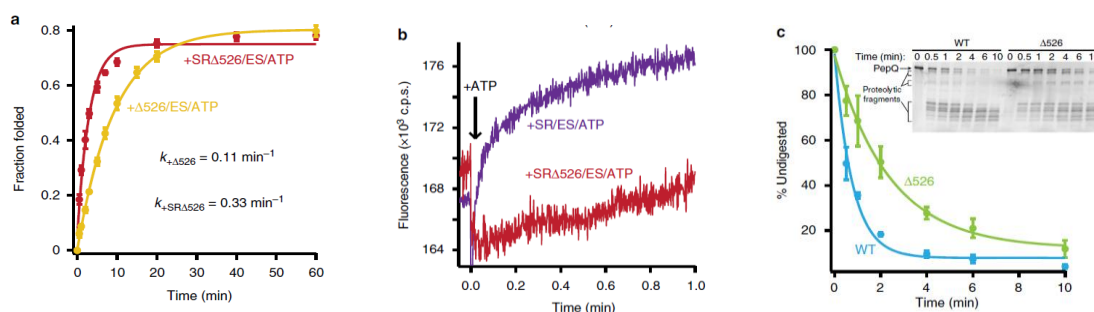 a
Fraction folded
0.8
0.6
0.4
0.2
0
+SRΔ526/ES/ATP
+Δ526/ES/ATP
k+Δ526 = 0.11 min–1
k+SRΔ526 = 0.33 min–1
0 10 20 30 40 50 60
Time (min)
b
Fluorescence (×10³ c.p.s.)
176
172
168
164
+ATP
+SR/ES/ATP
+SRΔ526/ES/ATP
0.0 0.2 0.4 0.6 0.8 1.0
Time (min)
c
% Undigested
100
80
60
40
20
WT Δ526
Time (min): 0 0.5 1 2 4 6 10 0 0.5 1 2 4 6 1
PepQ
Proteolytic
fragments
Δ526
WT
0 2 4 6 8 10
Time (min)